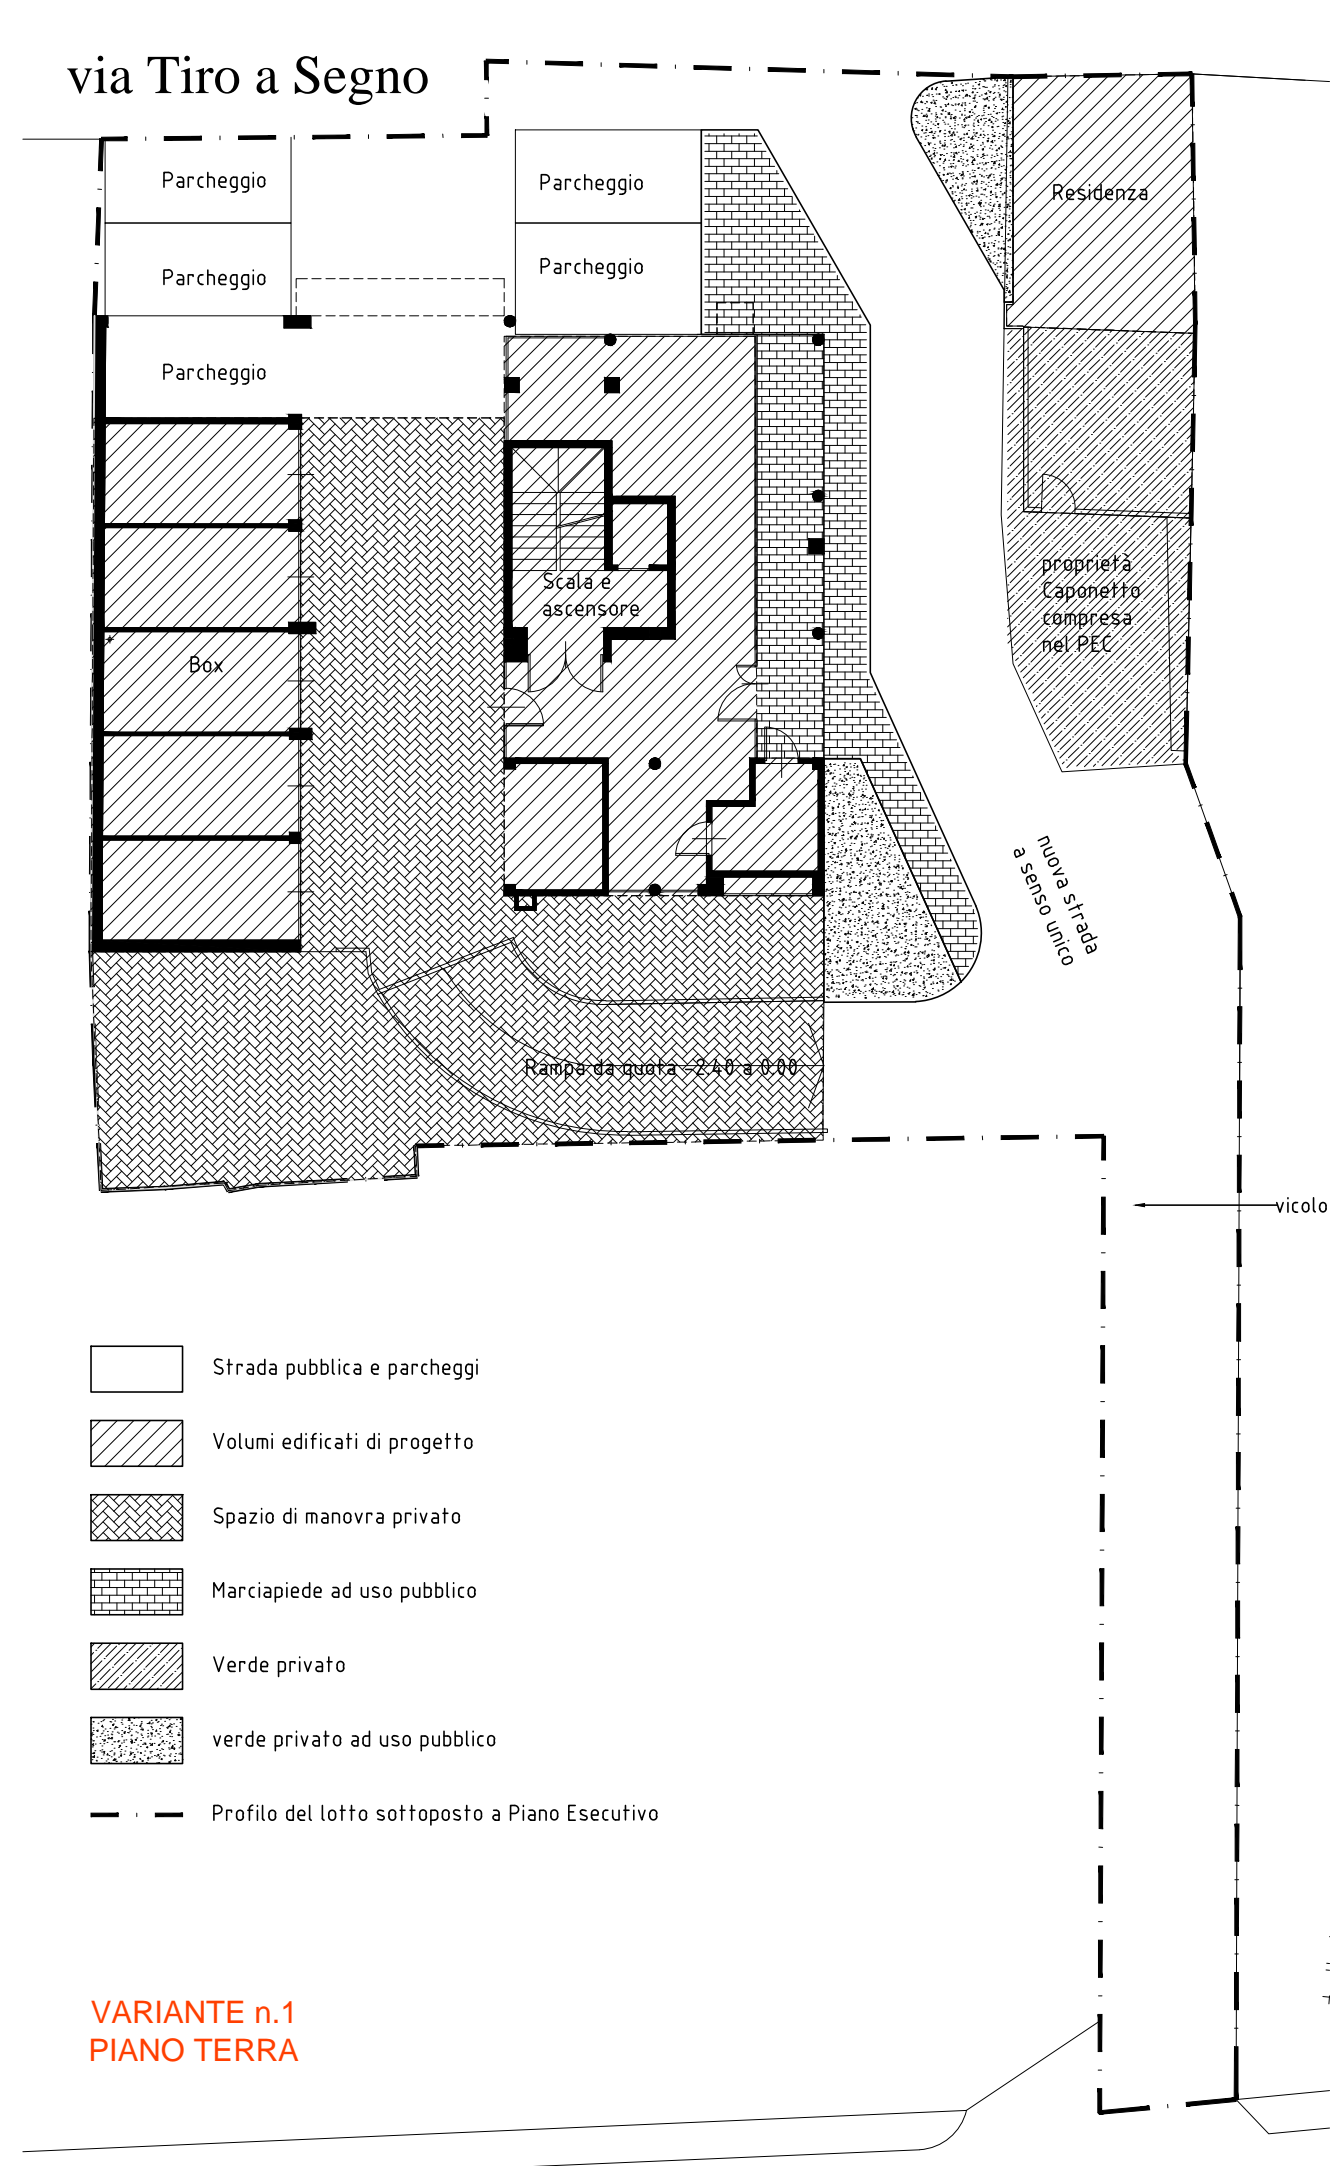 via Tiro a Segno
Parcheggio
Parcheggio
Parcheggio
Parcheggio
Parcheggio
Residenza
Scala e
ascensore
Box
proprietà
Caponetto
compresa
nel PEC
nuova strada
a senso unico
Rampa da quota -2.40 a 0.00
vicolo
Strada pubblica e parcheggi
Volumi edificati di progetto
Spazio di manovra privato
Marciapiede ad uso pubblico
Verde privato
verde privato ad uso pubblico
Profilo del lotto sottoposto a Piano Esecutivo
VARIANTE n.1
PIANO TERRA